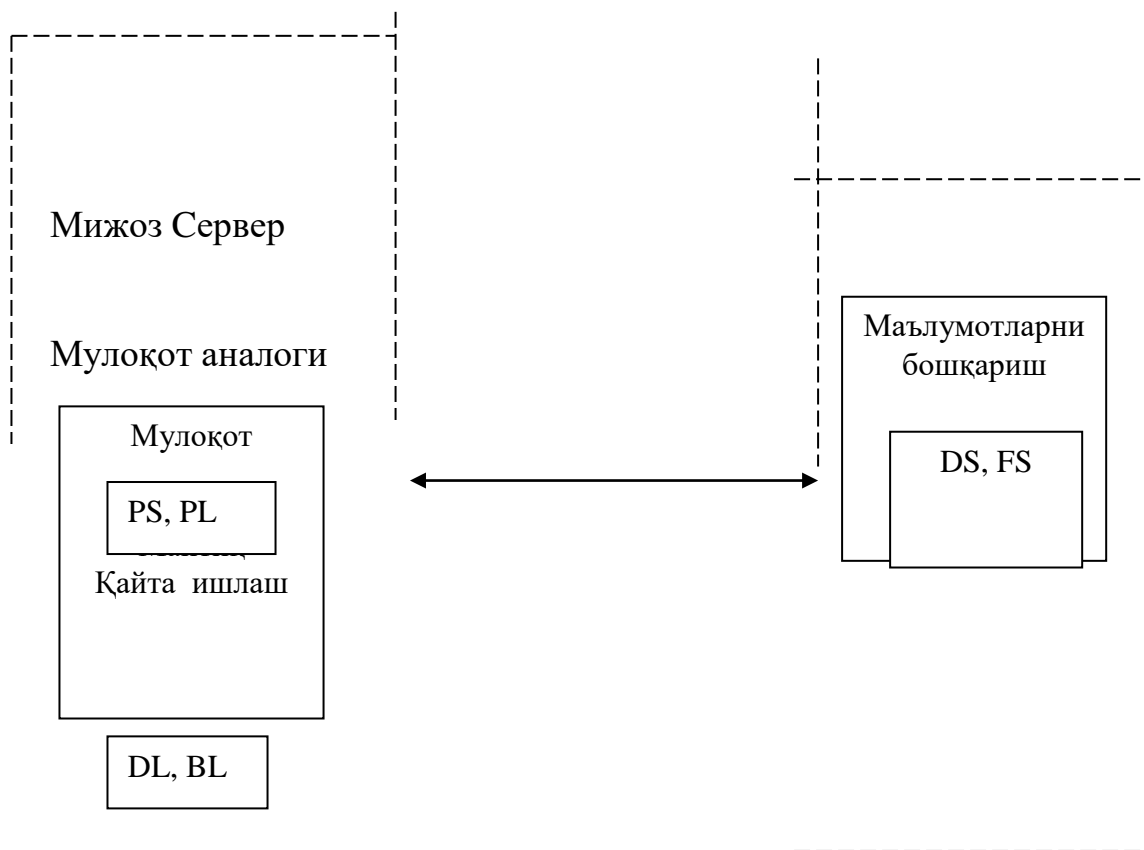 Мижоз Сервер
Мулоқот аналоги
Мулоқот
PS, PL
Қайта ишлаш
DL, BL
Маълумотларни
бошқариш
DS, FS